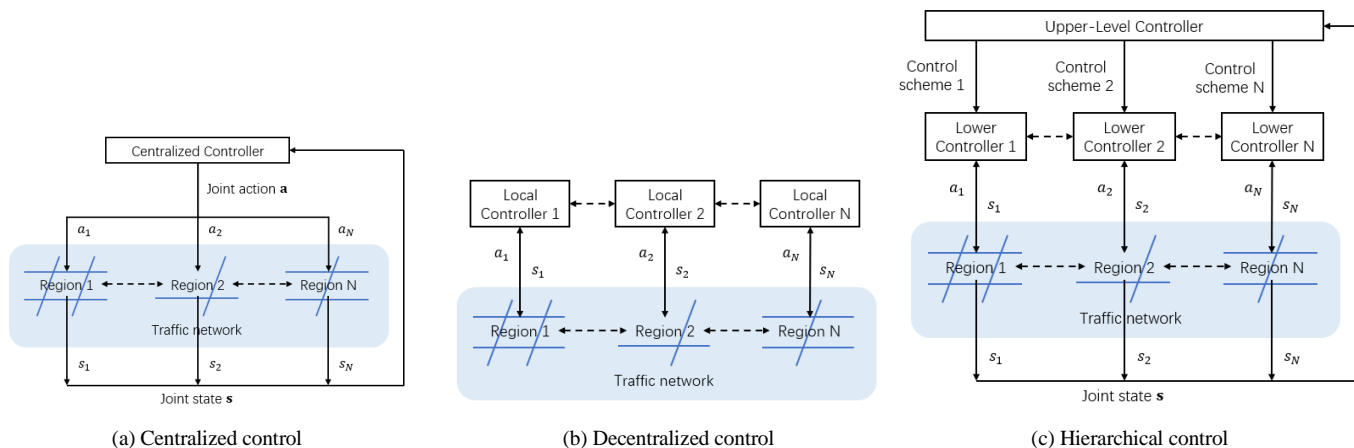 Centralized Controller
Joint action a
a1
a2
aN
Region 1
Region 2
Region N
Traffic network
s1
s2
sN
Joint state s
(a) Centralized control
Local
Controller 1
Local
Controller 2
Local
Controller N
a1
s1
a2
s2
aN
sN
Region 1
Region 2
Region N
Traffic network
(b) Decentralized control
Upper-Level Controller
Control
scheme 1
Control
scheme 2
Control
scheme N
Lower
Controller 1
Lower
Controller 2
Lower
Controller N
a1
s1
a2
s2
aN
sN
Region 1
Region 2
Region N
Traffic network
s1
s2
sN
Joint state s
(c) Hierarchical control